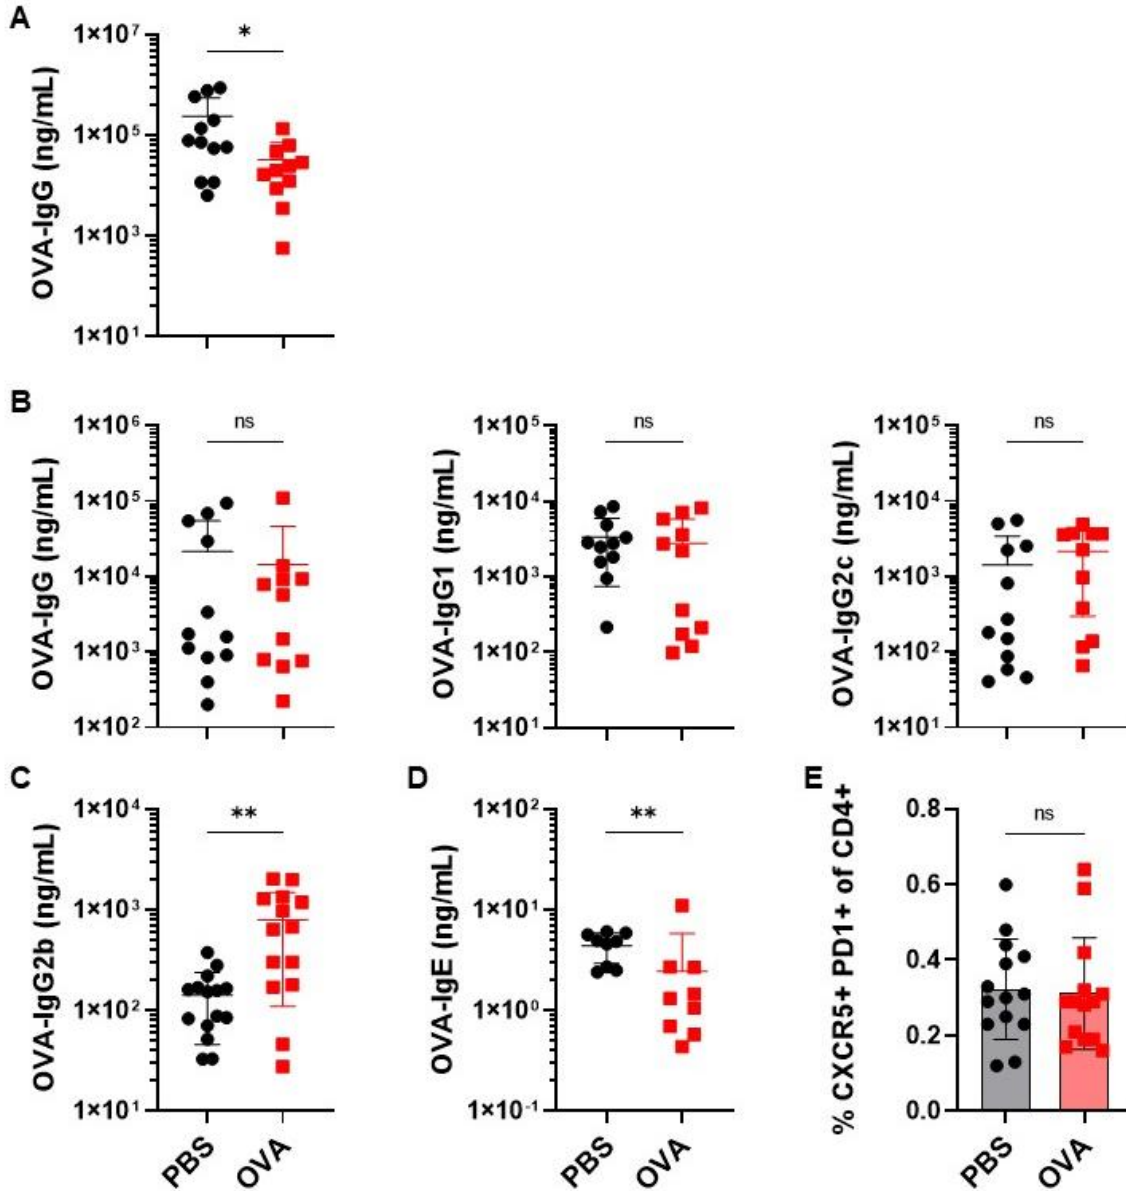 A
OVA-IgG (ng/mL)
1×10⁷
1×10⁵
1×10³
1×10¹
*
B
OVA-IgG (ng/mL)
1×10⁶
1×10⁵
1×10⁴
1×10³
1×10²
ns
OVA-IgG1 (ng/mL)
1×10⁵
1×10⁴
1×10³
1×10²
1×10¹
ns
OVA-IgG2c (ng/mL)
1×10⁵
1×10⁴
1×10³
1×10²
1×10¹
ns
C
OVA-IgG2b (ng/mL)
1×10⁴
1×10³
1×10²
1×10¹
**
PBS
OVA
D
OVA-IgE (ng/mL)
1×10²
1×10¹
1×10⁰
1×10⁻¹
**
PBS
OVA
E
% CXCR5+ PD1+ of CD4+
0.8
0.6
0.4
0.2
0.0
ns
PBS
OVA